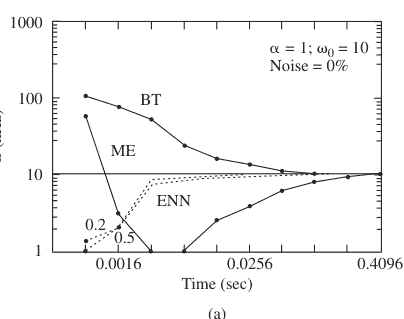 1000
α = 1; ω₀ = 10
Noise = 0%
100
BT
ME
10
ENN
0.2
0.5
1
0.0016
0.0256
0.4096
Time (sec)
(a)